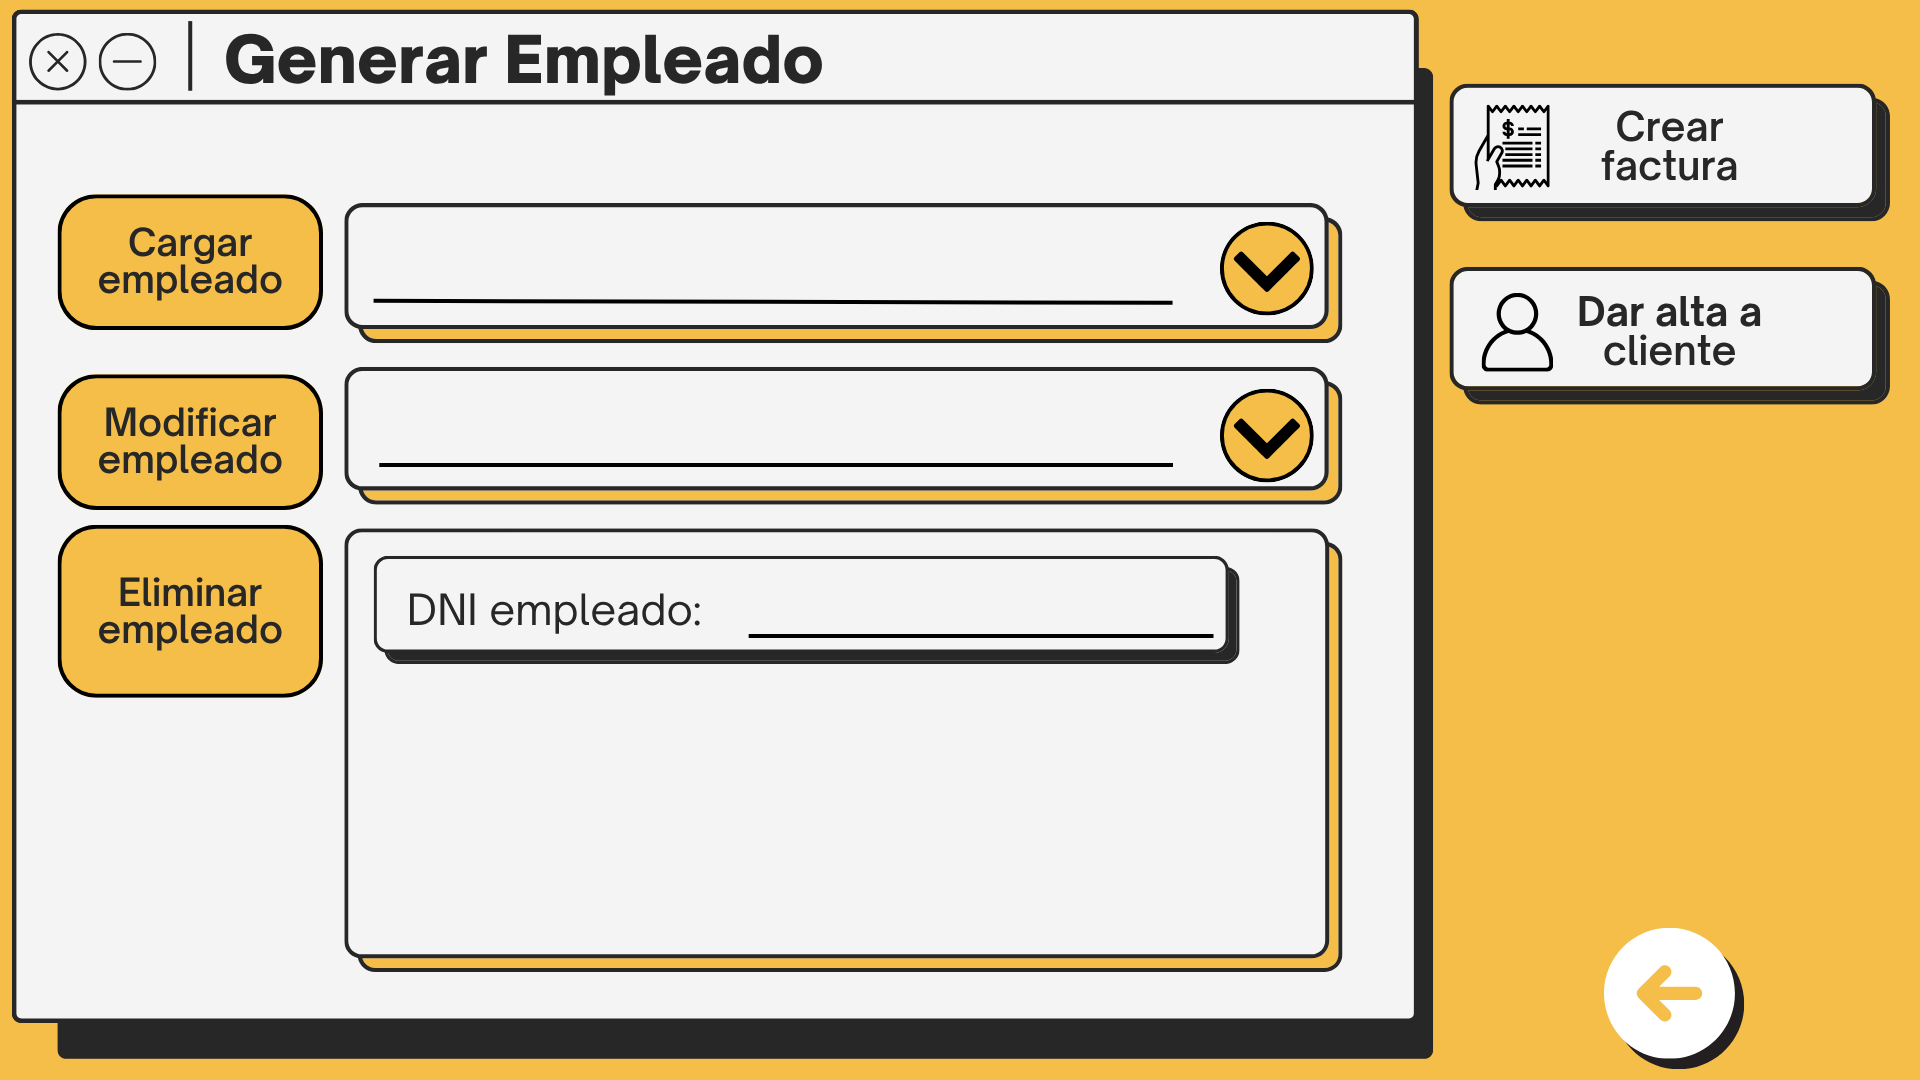 Generar Empleado
Cargar
empleado
Modificar
empleado
Eliminar
empleado
DNI empleado:
$
Crear
factura
Dar alta a
cliente